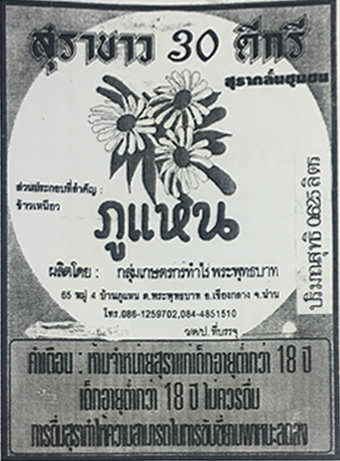 สุราขาว 30 ดีกรี
สุรากลั่นชุมชน
ส่วนประกอบที่สำคัญ :
ข้าวเหนียว
ภูแหน
ปริมาณสุทธิ 0.625 ลิตร
ผลิตโดย : กลุ่มเกษตรกรทำไร่ พระพุทธบาท
65 หมู่ 4 บ้านภูแหน ต.พระพุทธบาท อ.เชียงกลาง จ.น่าน
โทร.086-1259702,084-4851510
ว/ด/ป. ที่บรรจุ
คำเตือน : ห้ามจำหน่ายสุราแก่เด็กอายุต่ำกว่า 18 ปี
เด็กอายุต่ำกว่า 18 ปี ไม่ควรดื่ม
การดื่มสุราทำให้ความสามารถในการขับขี่ยานพาหนะลดลง